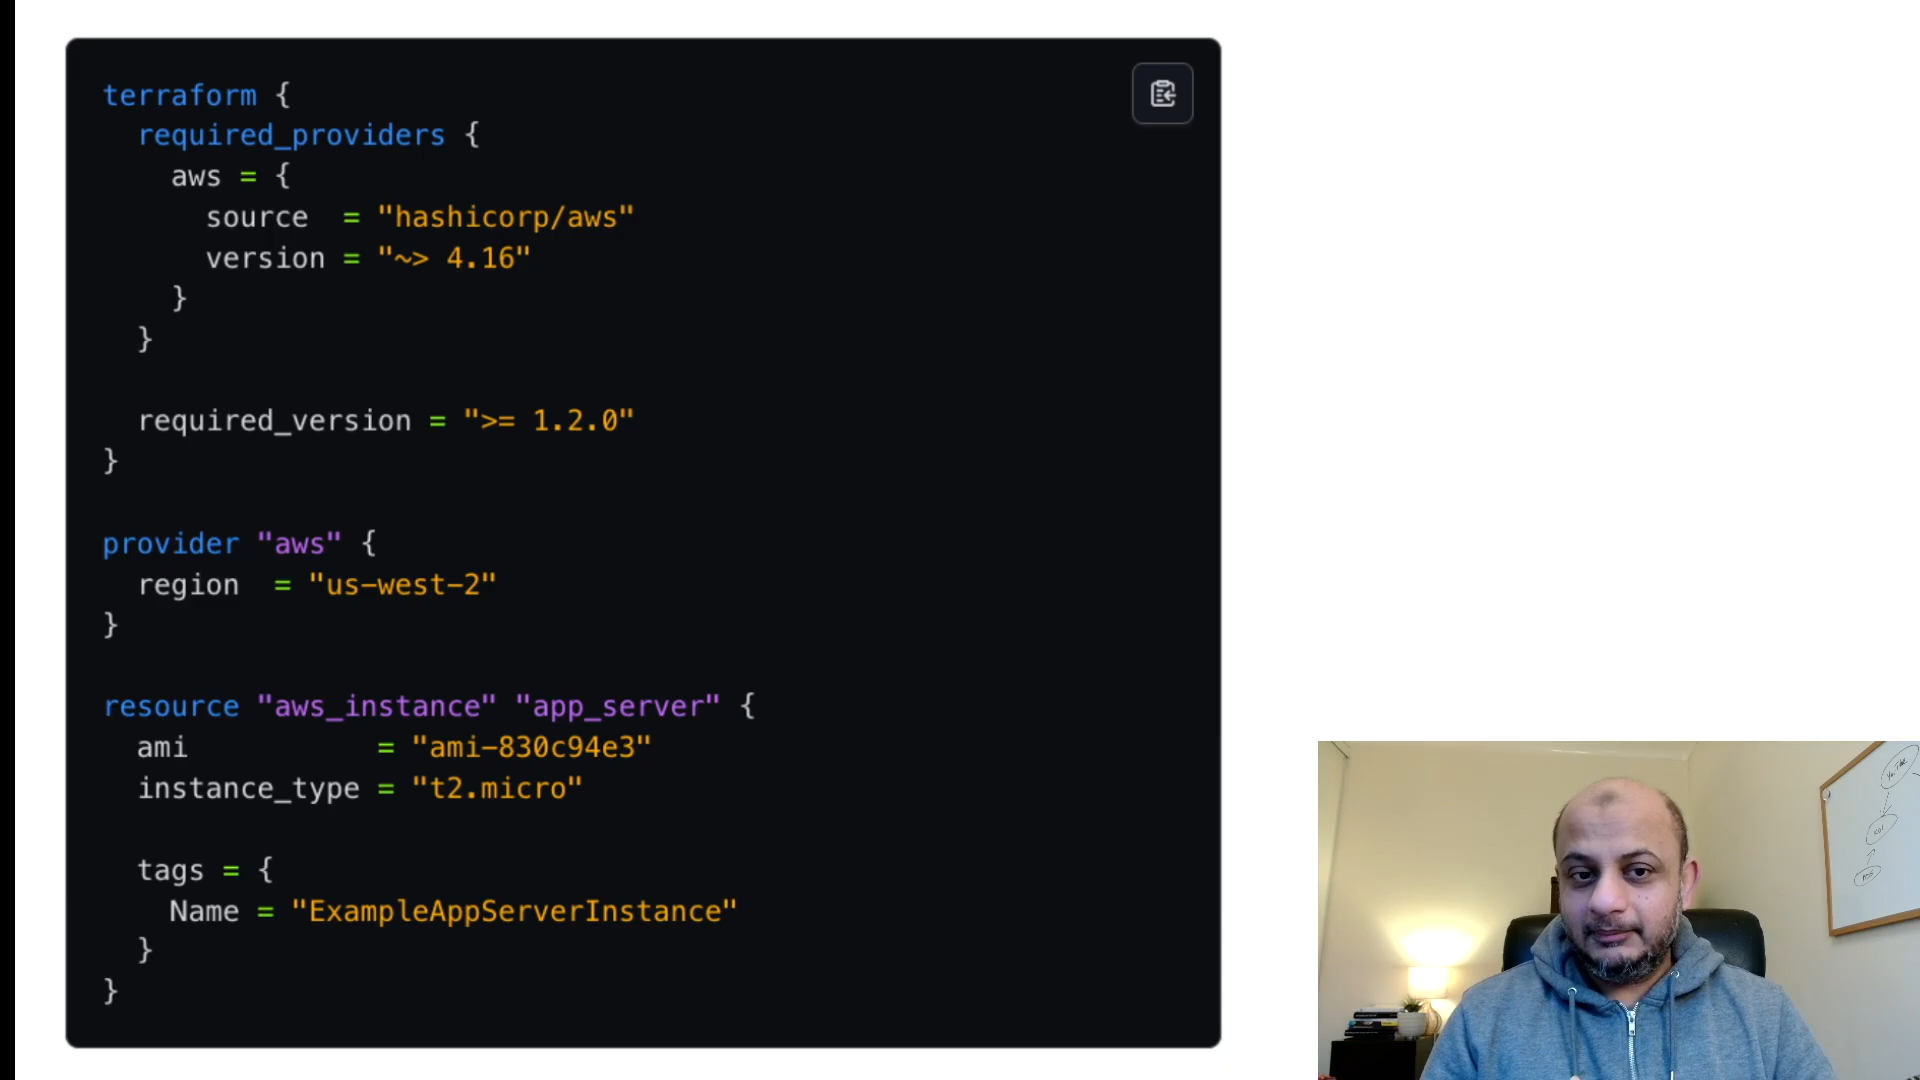 terraform {
required_providers {
aws = {
source = "hashicorp/aws"
version = "~> 4.16"
}
}
required_version = ">= 1.2.0"
}
provider "aws" {
region = "us-west-2"
}
resource "aws_instance" "app_server" {
ami = "ami-830c94e3"
instance_type = "t2.micro"
tags = {
Name = "ExampleAppServerInstance"
}
}